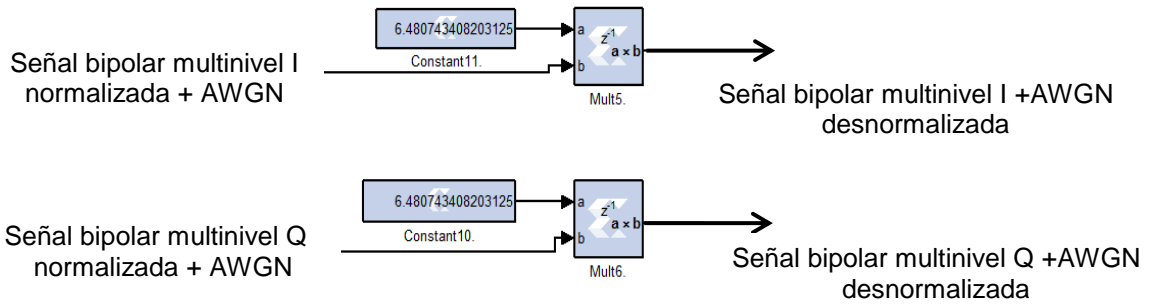 6.480743408203125
Constant11.
a
b
z-1
a × b
Mult5.
Señal bipolar multinivel I
normalizada + AWGN
Señal bipolar multinivel I +AWGN
desnormalizada
6.480743408203125
Constant10.
a
b
z-1
a × b
Mult6.
Señal bipolar multinivel Q
normalizada + AWGN
Señal bipolar multinivel Q +AWGN
desnormalizada